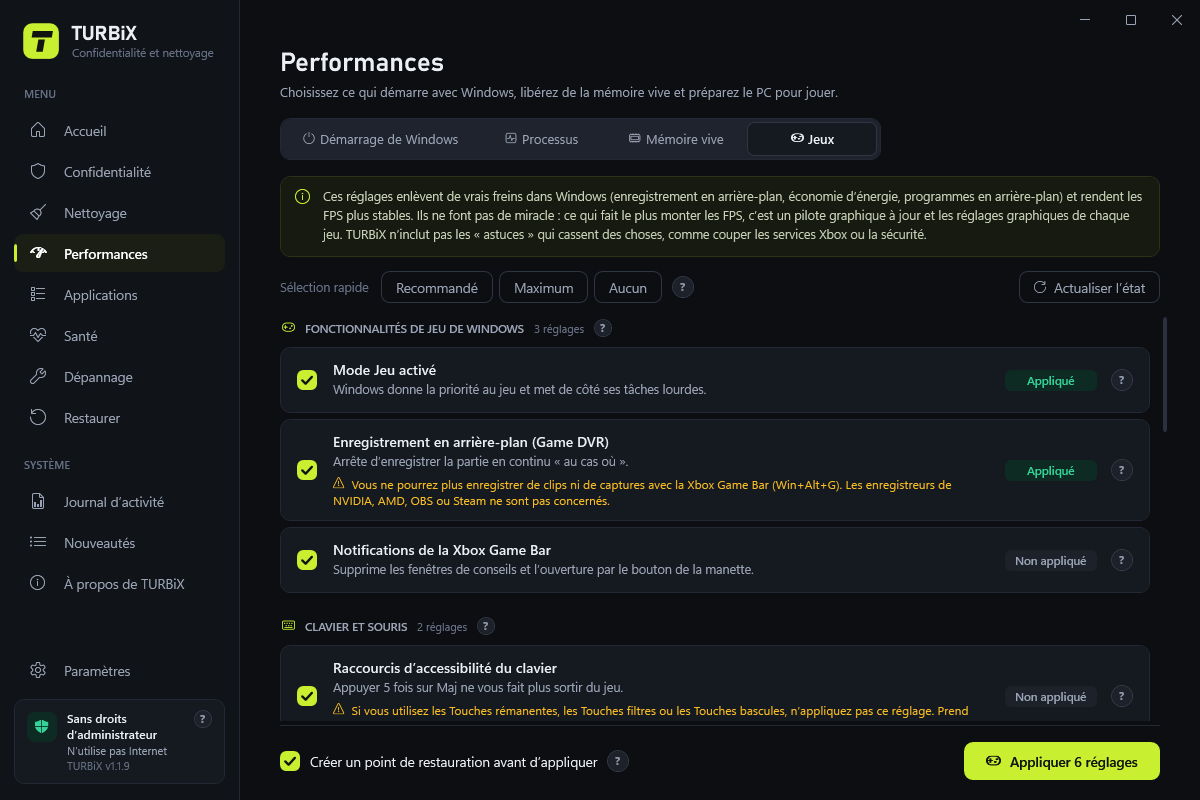 TURBiX
Confidentialité et nettoyage
MENU
Accueil
Confidentialité
Nettoyage
Performances
Applications
Santé
Dépannage
Restaurer
SYSTÈME
Journal d’activité
Nouveautés
À propos de TURBiX
Paramètres
Sans droits
d’administrateur
?
N’utilise pas Internet
TURBiX v1.1.9
Performances
Choisissez ce qui démarre avec Windows, libérez de la mémoire vive et préparez le PC pour jouer.
Démarrage de Windows
Processus
Mémoire vive
Jeux
Ces réglages enlèvent de vrais freins dans Windows (enregistrement en arrière-plan, économie d’énergie, programmes en arrière-plan) et rendent les
FPS plus stables. Ils ne font pas de miracle : ce qui fait le plus monter les FPS, c’est un pilote graphique à jour et les réglages graphiques de chaque
jeu. TURBiX n’inclut pas les « astuces » qui cassent des choses, comme couper les services Xbox ou la sécurité.
Sélection rapide
Recommandé
Maximum
Aucun
?
Actualiser l’état
FONCTIONNALITÉS DE JEU DE WINDOWS 3 réglages ?
Mode Jeu activé
Windows donne la priorité au jeu et met de côté ses tâches lourdes.
Appliqué
?
Enregistrement en arrière-plan (Game DVR)
Arrête d’enregistrer la partie en continu « au cas où ».
Vous ne pourrez plus enregistrer de clips ni de captures avec la Xbox Game Bar (Win+Alt+G). Les enregistreurs de
NVIDIA, AMD, OBS ou Steam ne sont pas concernés.
Appliqué
?
Notifications de la Xbox Game Bar
Supprime les fenêtres de conseils et l’ouverture par le bouton de la manette.
Non appliqué
?
CLAVIER ET SOURIS 2 réglages ?
Raccourcis d’accessibilité du clavier
Appuyer 5 fois sur Maj ne vous fait plus sortir du jeu.
Si vous utilisez les Touches rémanentes, les Touches filtres ou les Touches bascules, n’appliquez pas ce réglage. Prend
Non appliqué
?
Créer un point de restauration avant d’appliquer
?
Appliquer 6 réglages